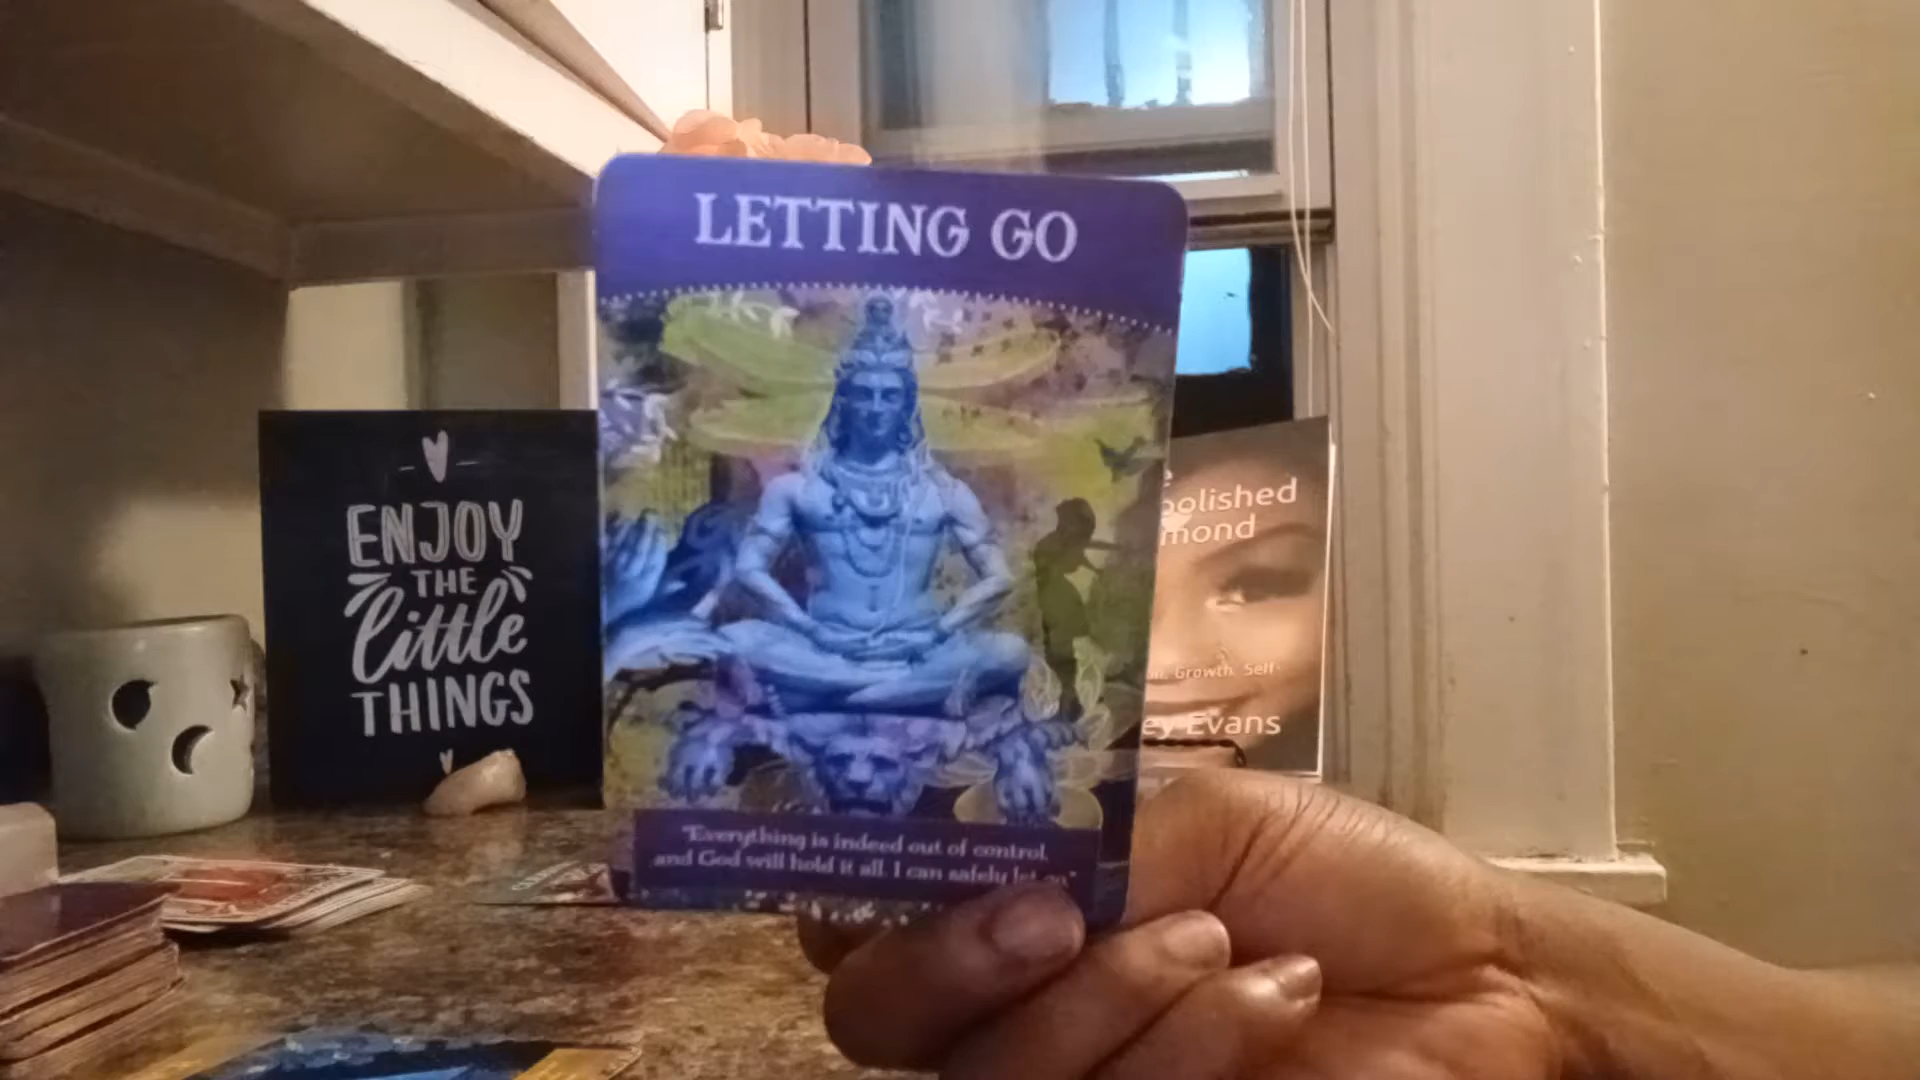 LETTING GO
"Everything is indeed out of control,
and God will hold it all. I can safely let go."
ENJOY
THE
little
THINGS
polished
mond
Growth. Self-
ey Evans